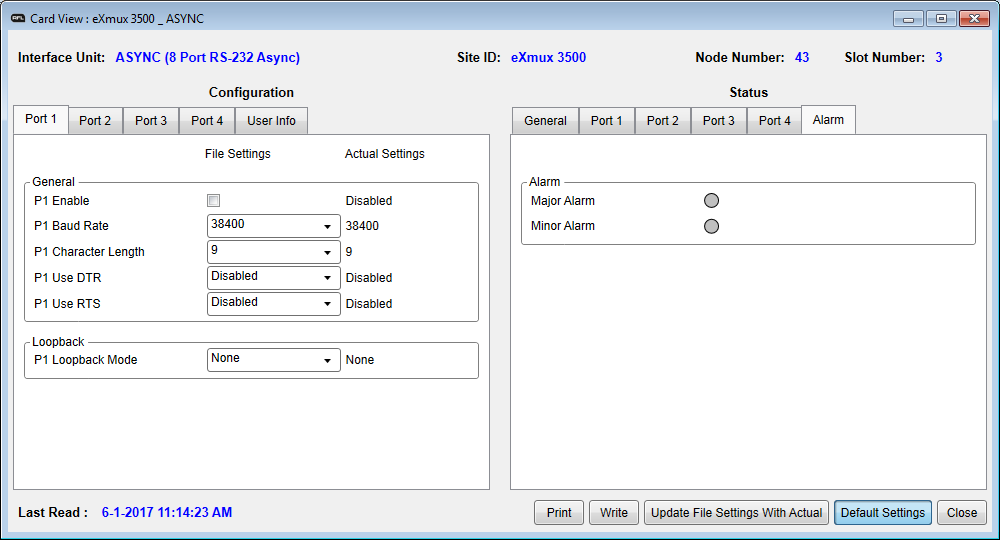 AFL Card View : eXmux 3500 _ ASYNC
Interface Unit: ASYNC (8 Port RS-232 Async) Site ID: eXmux 3500 Node Number: 43 Slot Number: 3
Configuration Status
Port 1 Port 2 Port 3 Port 4 User Info General Port 1 Port 2 Port 3 Port 4 Alarm
File Settings Actual Settings
General
P1 Enable Disabled
P1 Baud Rate 38400 38400
P1 Character Length 9 9
P1 Use DTR Disabled Disabled
P1 Use RTS Disabled Disabled
Loopback
P1 Loopback Mode None None
Alarm
Major Alarm
Minor Alarm
Last Read : 6-1-2017 11:14:23 AM Print Write Update File Settings With Actual Default Settings Close